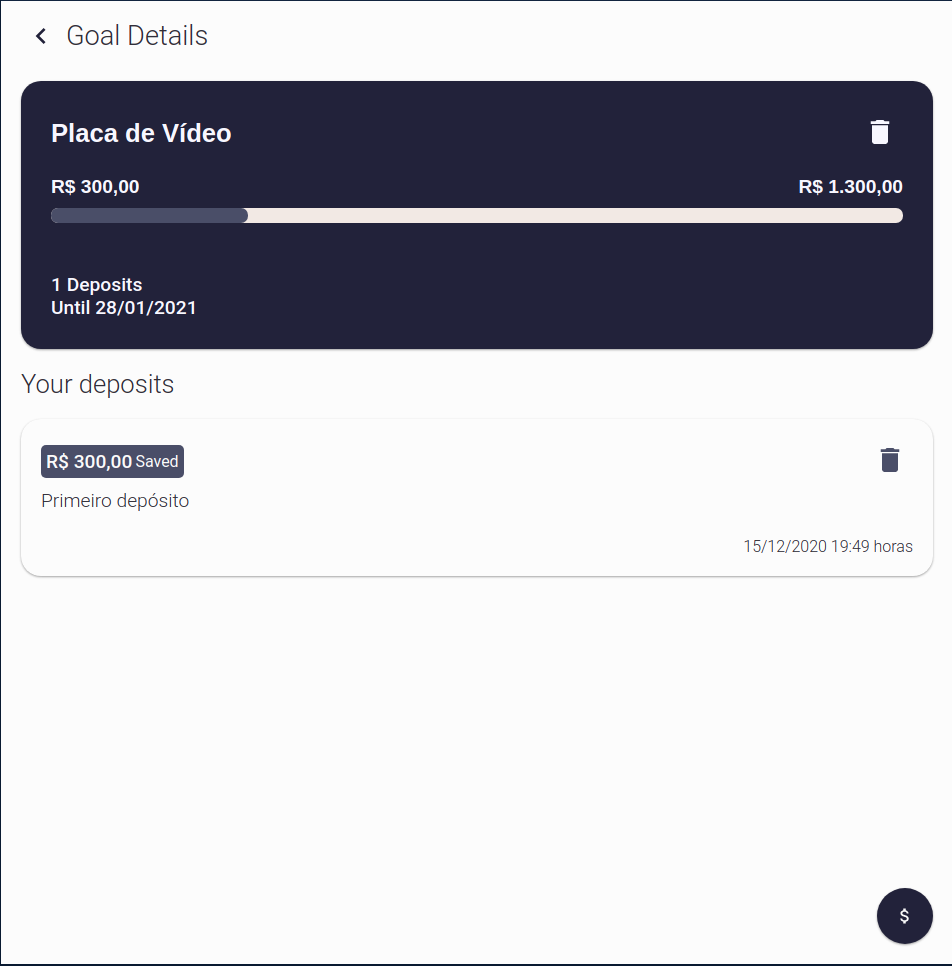 Goal Details
Placa de Vídeo
R$ 300,00 R$ 1.300,00
1 Deposits
Until 28/01/2021
Your deposits
R$ 300,00 Saved
Primeiro depósito
15/12/2020 19:49 horas
$